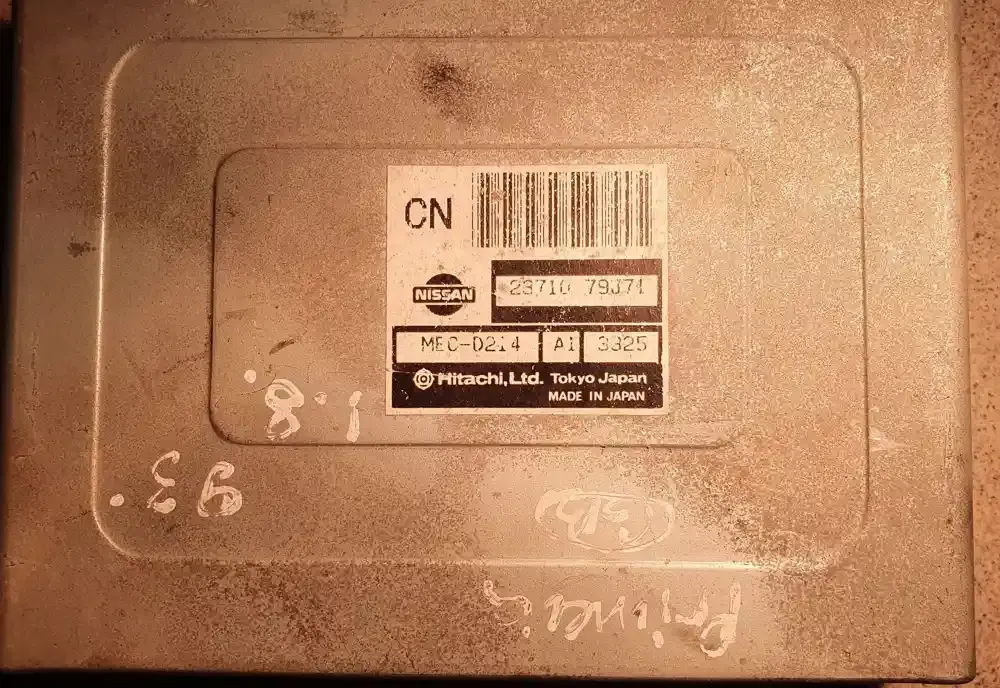 CN
NISSAN
23710 79J71
MEC-D214 A1 3325
Hitachi, Ltd. Tokyo Japan
MADE IN JAPAN
1.8.
93.